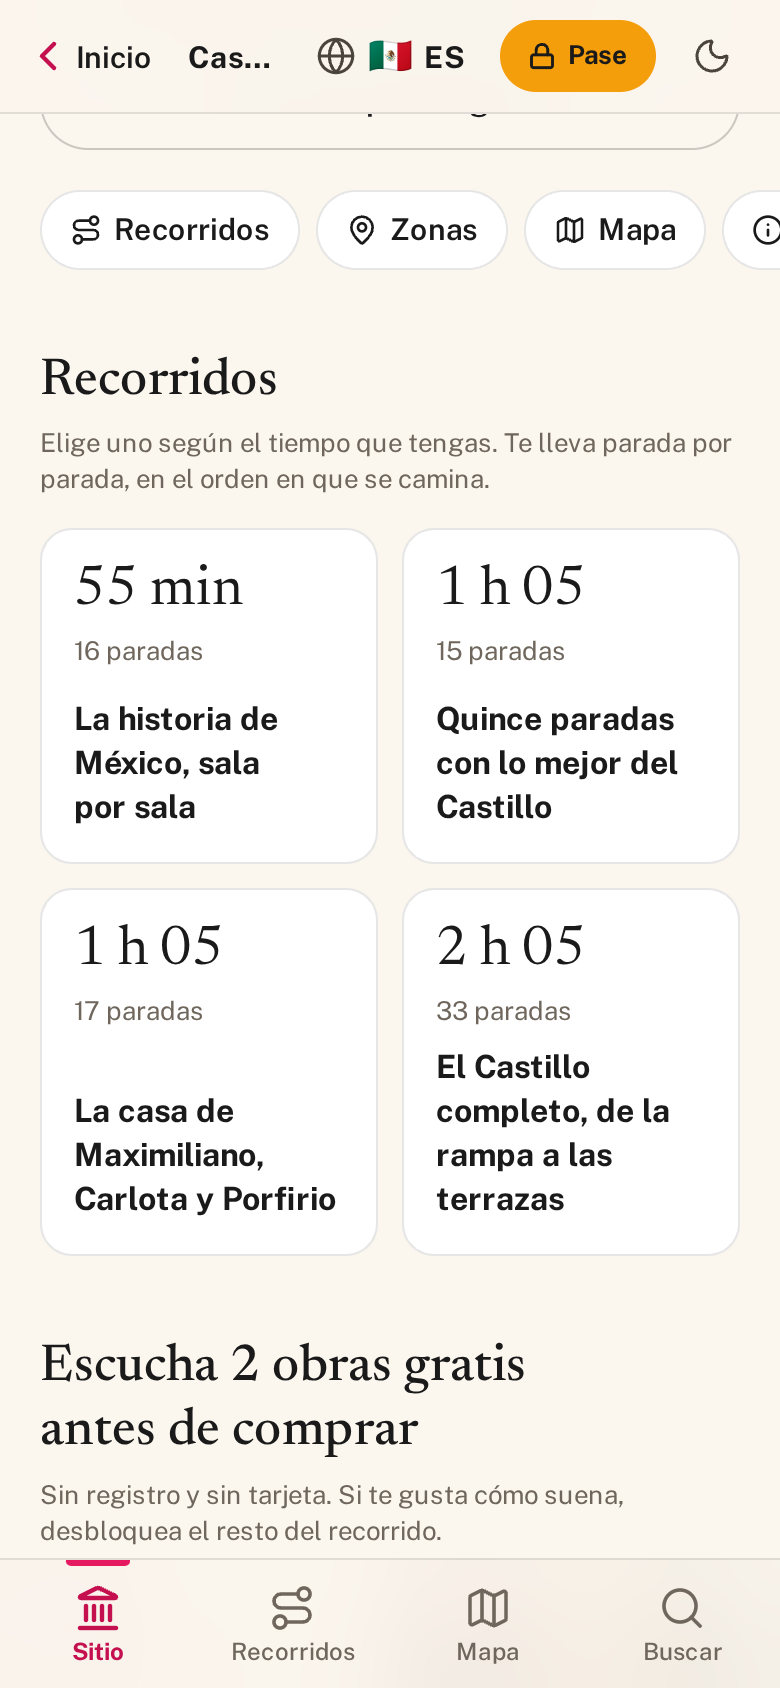 Inicio
Cas...
ES
Pase
Recorridos
Zonas
Mapa
Recorridos
Elige uno según el tiempo que tengas. Te lleva parada por
parada, en el orden en que se camina.
55 min
16 paradas
La historia de
México, sala
por sala
1 h 05
15 paradas
Quince paradas
con lo mejor del
Castillo
1 h 05
17 paradas
La casa de
Maximiliano,
Carlota y Porfirio
2 h 05
33 paradas
El Castillo
completo, de la
rampa a las
terrazas
Escucha 2 obras gratis
antes de comprar
Sin registro y sin tarjeta. Si te gusta cómo suena,
desbloquea el resto del recorrido.
Sitio
Recorridos
Mapa
Buscar